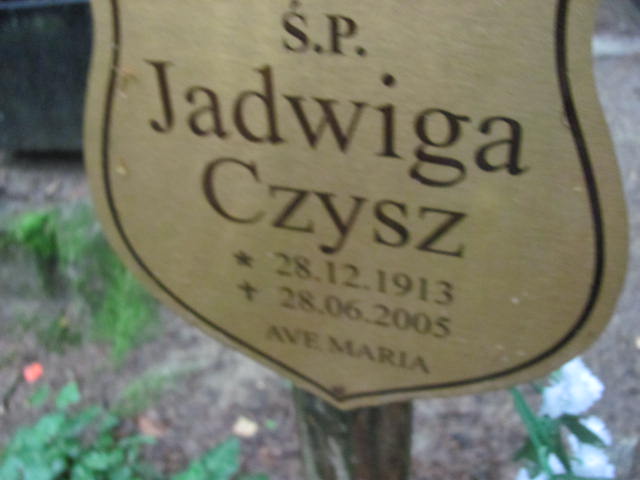 Ś.P.
Jadwiga
Czysz
* 28.12.1913
† 28.06.2005
AVE MARIA